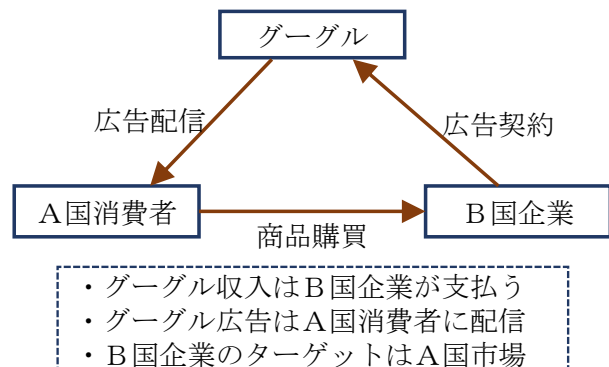 グーグル
広告配信
広告契約
A国消費者
B国企業
商品購買
・グーグル収入はB国企業が支払う
・グーグル広告はA国消費者に配信
・B国企業のターゲットはA国市場